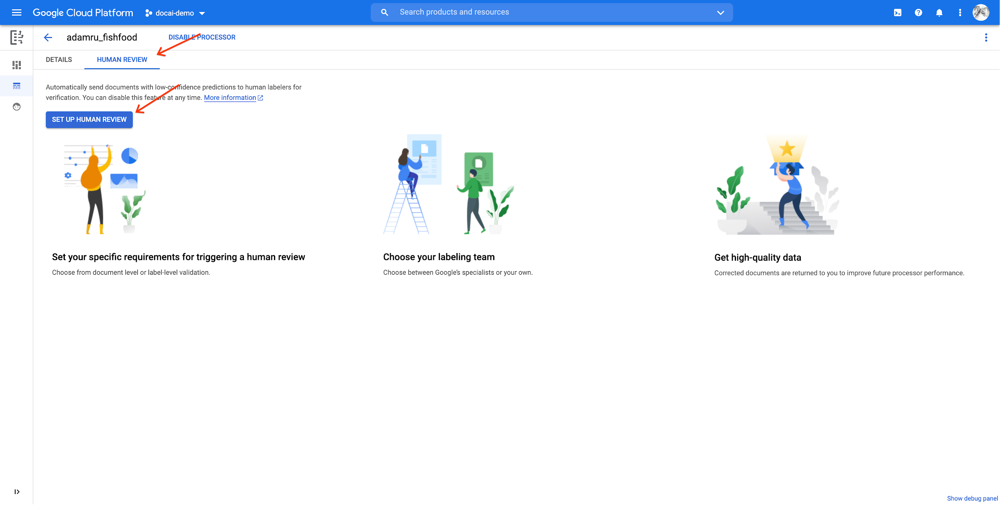 Google Cloud Platform
docai-demo
Search products and resources
adamru_fishfood
DISABLE PROCESSOR
DETAILS
HUMAN REVIEW
Automatically send documents with low-confidence predictions to human labelers for
verification. You can disable this feature at any time. More information
SET UP HUMAN REVIEW
Set your specific requirements for triggering a human review
Choose from document level or label-level validation.
Choose your labeling team
Choose between Google’s specialists or your own.
Get high-quality data
Corrected documents are returned to you to improve future processor performance.
Show debug panel